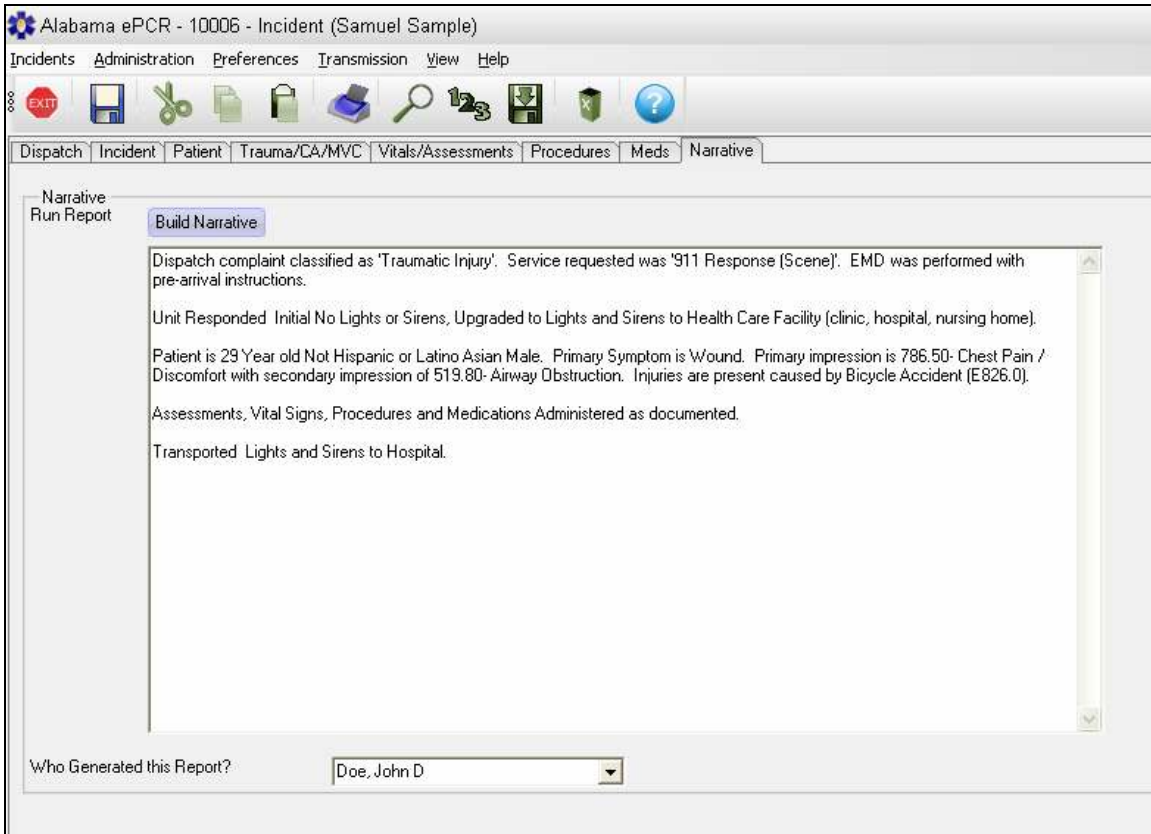 Alabama ePCR - 10006 - Incident (Samuel Sample)
Incidents Administration Preferences Transmission View Help
EXIT 123 X ?
Dispatch Incident Patient Trauma/CA/MVC Vitals/Assessments Procedures Meds Narrative
Narrative
Run Report Build Narrative
Dispatch complaint classified as 'Traumatic Injury'.  Service requested was '911 Response (Scene)'.  EMD was performed with
pre-arrival instructions.
Unit Responded  Initial No Lights or Sirens, Upgraded to Lights and Sirens to Health Care Facility (clinic, hospital, nursing home).
Patient is 29 Year old Not Hispanic or Latino Asian Male.  Primary Symptom is Wound.  Primary impression is 786.50- Chest Pain /
Discomfort with secondary impression of 519.80- Airway Obstruction.  Injuries are present caused by Bicycle Accident (E826.0).
Assessments, Vital Signs, Procedures and Medications Administered as documented.
Transported  Lights and Sirens to Hospital.
Who Generated this Report? Doe, John D